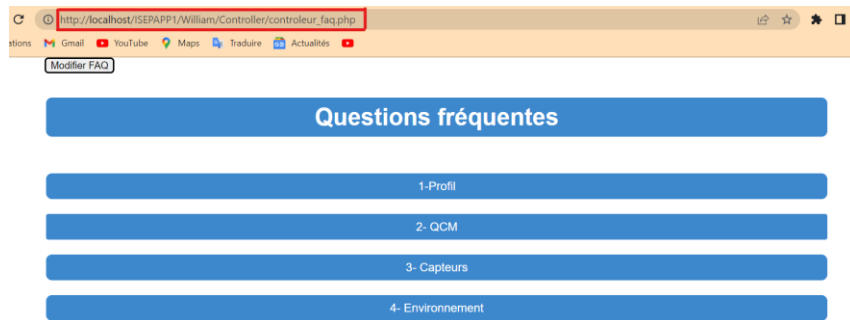 http://localhost/ISEPAPP1/William/Controller/controleur_faq.php
ations Gmail YouTube Maps Traduire Actualités
Modifier FAQ
Questions fréquentes
1-Profil
2- QCM
3- Capteurs
4- Environnement